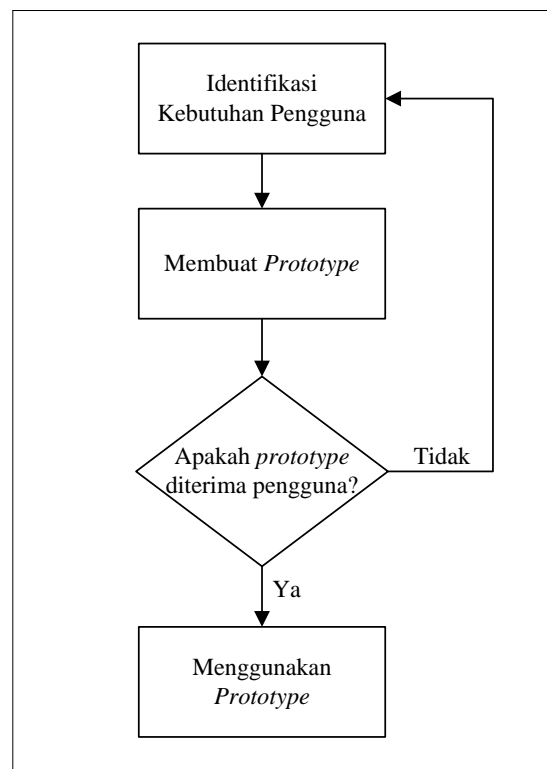 Identifikasi
Kebutuhan Pengguna
Membuat Prototype
Apakah prototype
diterima pengguna?
Tidak
Ya
Menggunakan
Prototype